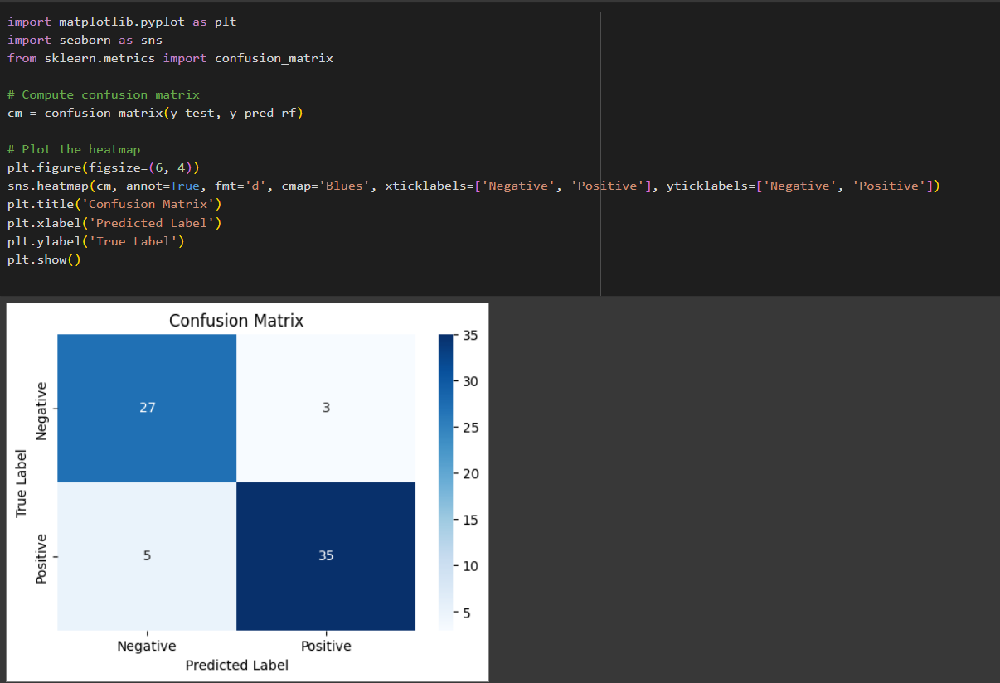 import matplotlib.pyplot as plt
import seaborn as sns
from sklearn.metrics import confusion_matrix
# Compute confusion matrix
cm = confusion_matrix(y_test, y_pred_rf)
# Plot the heatmap
plt.figure(figsize=(6, 4))
sns.heatmap(cm, annot=True, fmt='d', cmap='Blues', xticklabels=['Negative', 'Positive'], yticklabels=['Negative', 'Positive'])
plt.title('Confusion Matrix')
plt.xlabel('Predicted Label')
plt.ylabel('True Label')
plt.show()
Confusion Matrix
True Label
Negative
Positive
27
3
5
35
Negative
Positive
Predicted Label
35
30
25
20
15
10
5